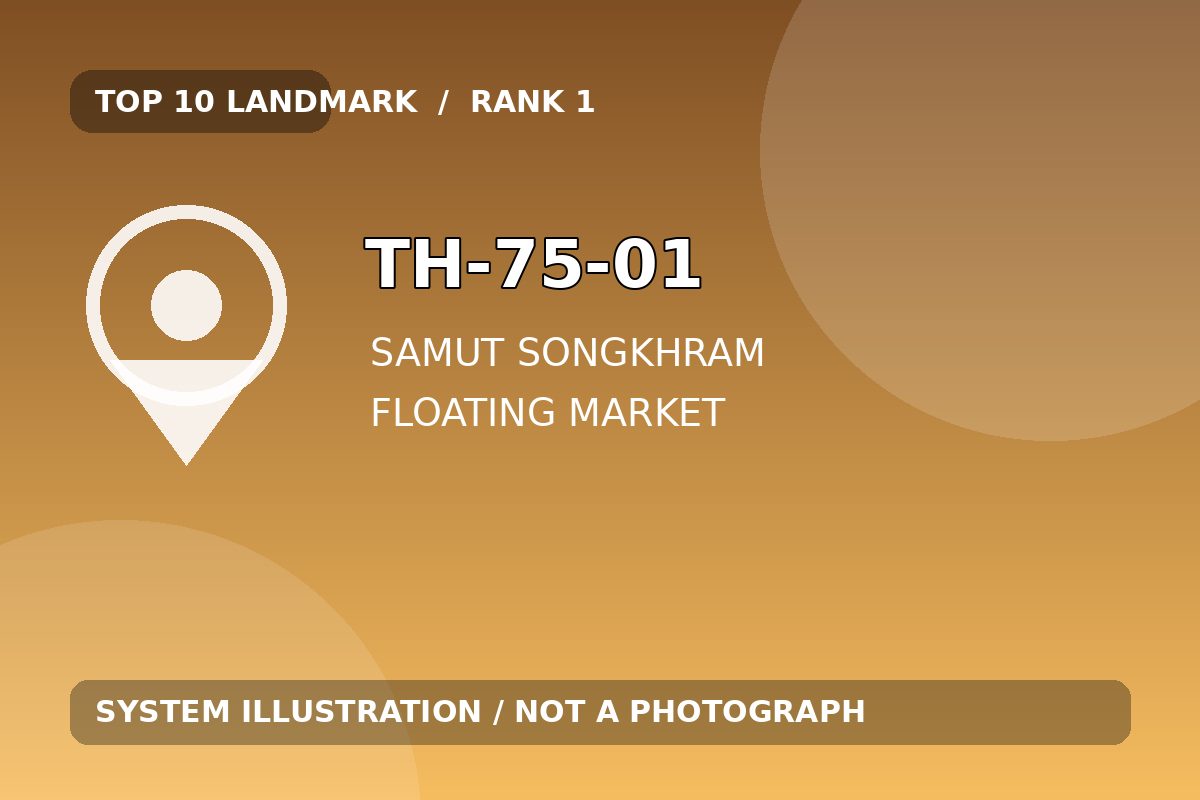 TOP 10 LANDMARK / RANK 1
TH-75-01
SAMUT SONGKHRAM
FLOATING MARKET
SYSTEM ILLUSTRATION / NOT A PHOTOGRAPH